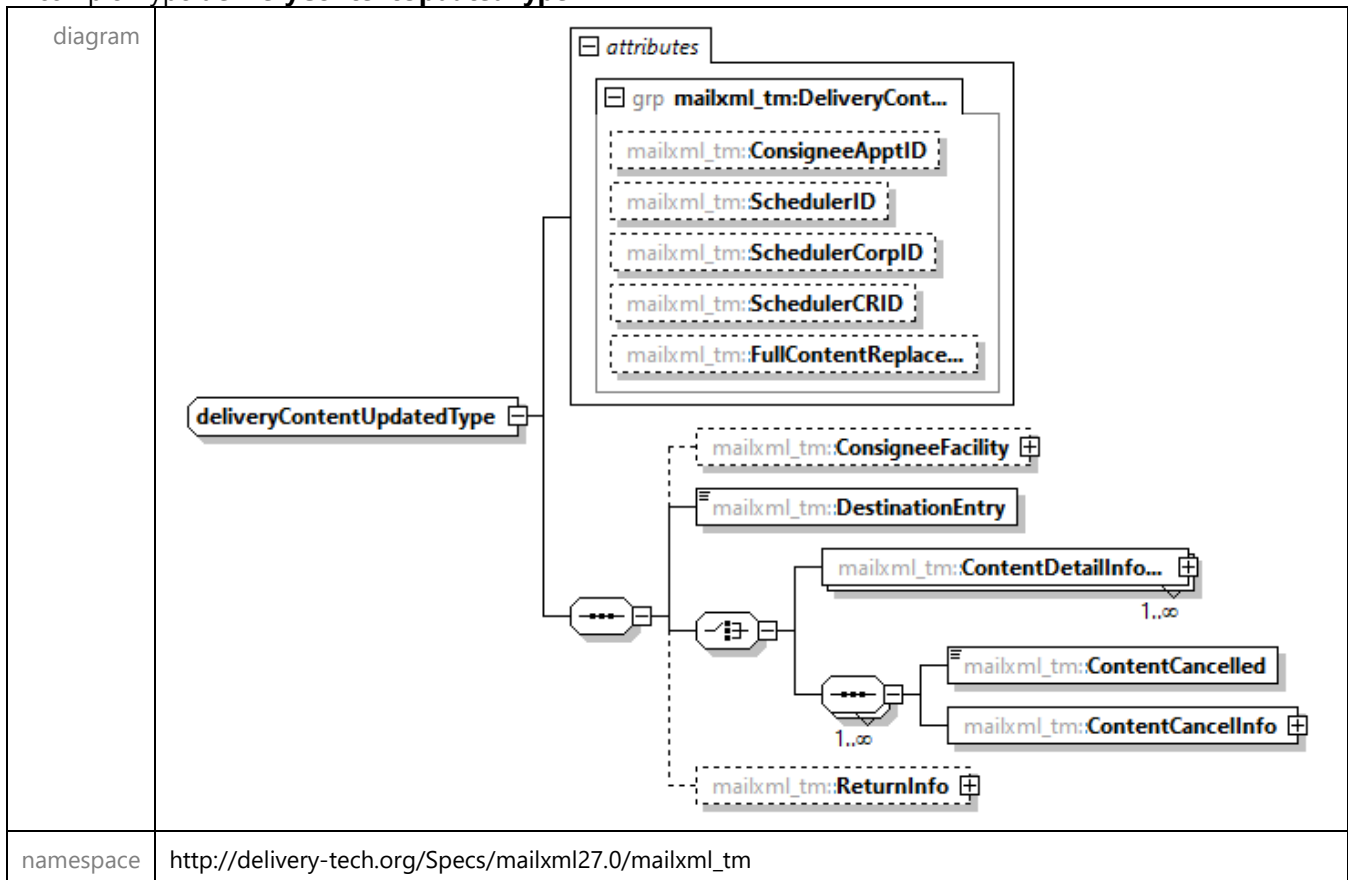 diagram
attributes
grp mailxml_tm:DeliveryCont...
mailxml_tm::ConsigneeApptID
mailxml_tm::SchedulerID
mailxml_tm::SchedulerCorpID
mailxml_tm::SchedulerCRID
mailxml_tm::FullContentReplace...
deliveryContentUpdatedType
mailxml_tm::ConsigneeFacility
mailxml_tm::DestinationEntry
mailxml_tm::ContentDetailInfo...
1..∞
mailxml_tm::ContentCancelled
mailxml_tm::ContentCancelInfo
1..∞
mailxml_tm::ReturnInfo
namespace http://delivery-tech.org/Specs/mailxml27.0/mailxml_tm